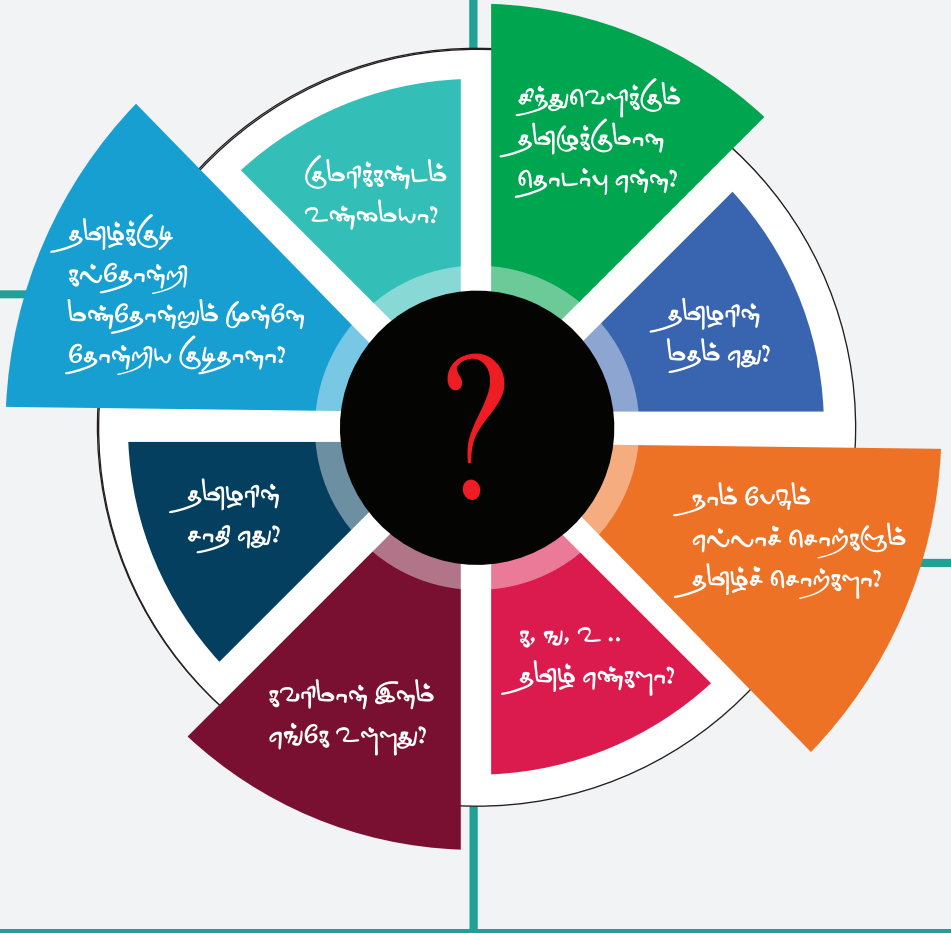 சிந்துவெளிக்கும்
தமிழுக்குமான
தொடர்பு என்ன?
தமிழரின்
மதம் எது?
நாம் பேசும்
எல்லாச் சொற்களும்
தமிழ்ச் சொற்களா?
க, ங, உ ..
தமிழ் எண்களா?
கவரிமான் இனம்
எங்கே உள்ளது?
தமிழரின்
சாதி எது?
தமிழ்க்குடி
கல்தோன்றி
மண்தோன்றும் முன்னே
தோன்றிய குடிதானா?
குமரிக்கண்டம்
உண்மையா?
?